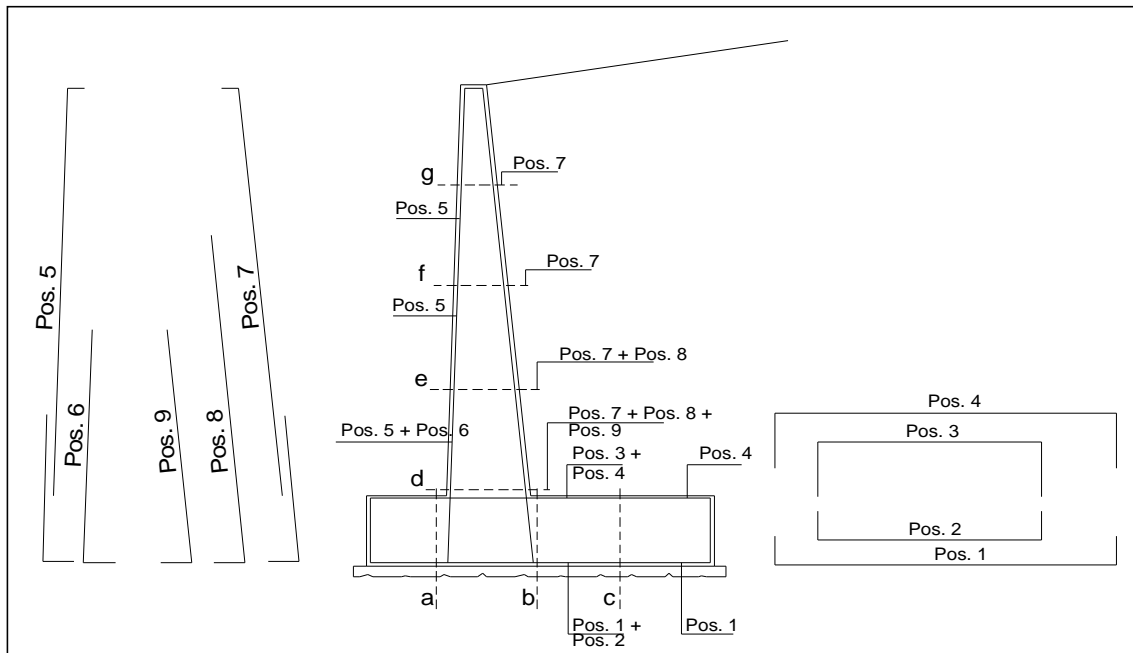 Pos. 7
g
Pos. 5
Pos. 7
f
Pos. 5
Pos. 7 + Pos. 8
e
Pos. 5 + Pos. 6
Pos. 7 + Pos. 8 +
Pos. 9
Pos. 3 +
Pos. 4
Pos. 4
d
a
b
c
Pos. 1 +
Pos. 2
Pos. 1
Pos. 5
Pos. 6
Pos. 9
Pos. 8
Pos. 7
Pos. 4
Pos. 3
Pos. 2
Pos. 1